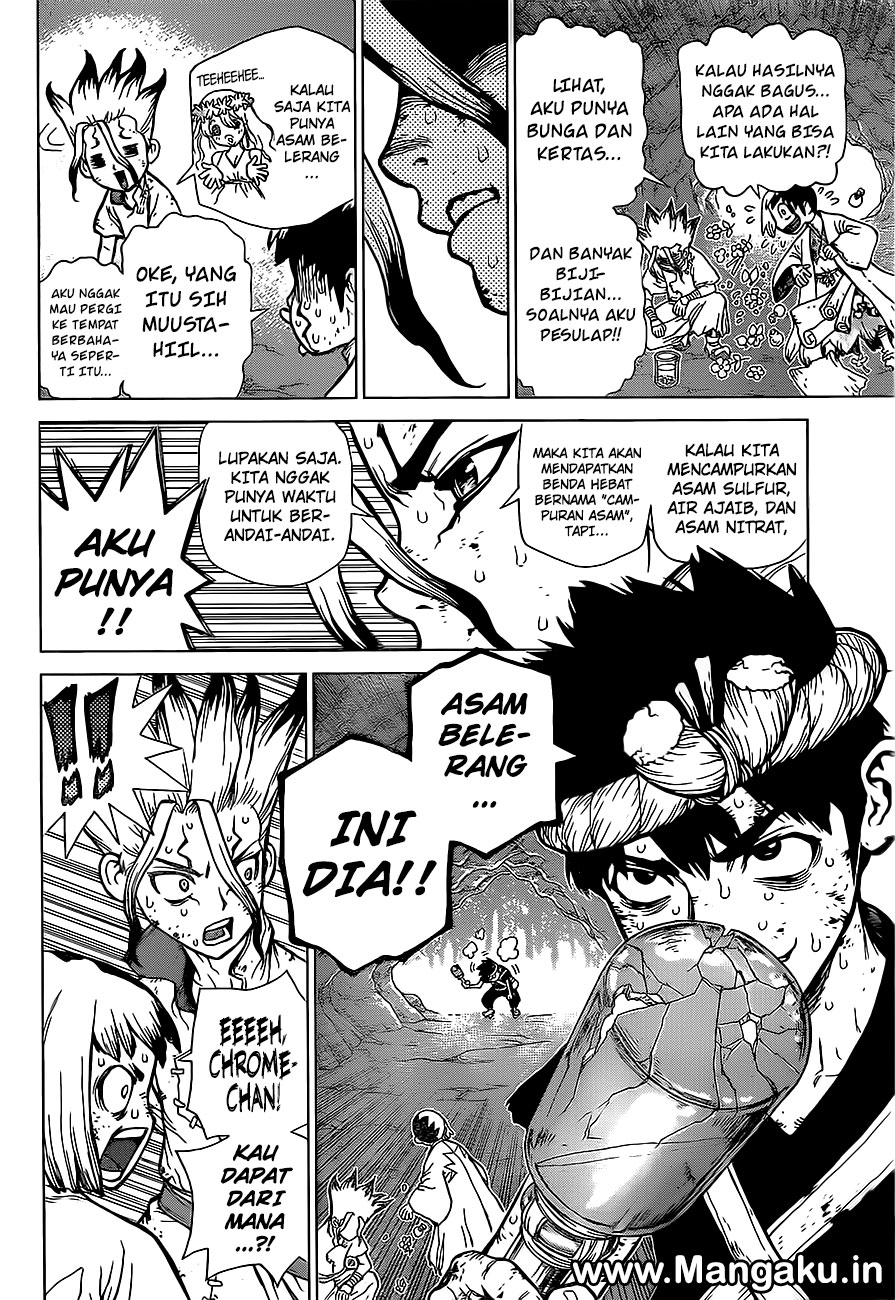 KALAU HASILNYA
NGGAK BAGUS...
APA ADA HAL
LAIN YANG BISA
KITA LAKUKAN?!
LIHAT,
AKU PUNYA
BUNGA DAN
KERTAS...
DAN BANYAK
BIJI-
BIJIAN...
SOALNYA AKU
PESULAP!!
KALAU
SAJA KITA
PUNYA
ASAM BE-
LERANG
...
TEEHEEHEE...
OKE, YANG
ITU SIH
MUUSTA-
HIIL...
AKU NGGAK
MAU PERGI
KE TEMPAT
BERBAHA-
YA SEPER-
TI ITU...
KALAU KITA
MENCAMPURKAN
ASAM SULFUR,
AIR AJAIB, DAN
ASAM NITRAT,
MAKA KITA AKAN
MENDAPATKAN
BENDA HEBAT
BERNAMA "CAM-
PURAN ASAM",
TAPI...
LUPAKAN SAJA.
KITA NGGAK
PUNYA WAKTU
UNTUK BER-
ANDAI-ANDAI.
AKU
PUNYA
!!
ASAM
BELE-
RANG
...
INI
DIA!!
!!
EEEEH,
CHROME-
CHAN!
KAU
DAPAT
DARI
MANA
...?!
www.Mangaku.in